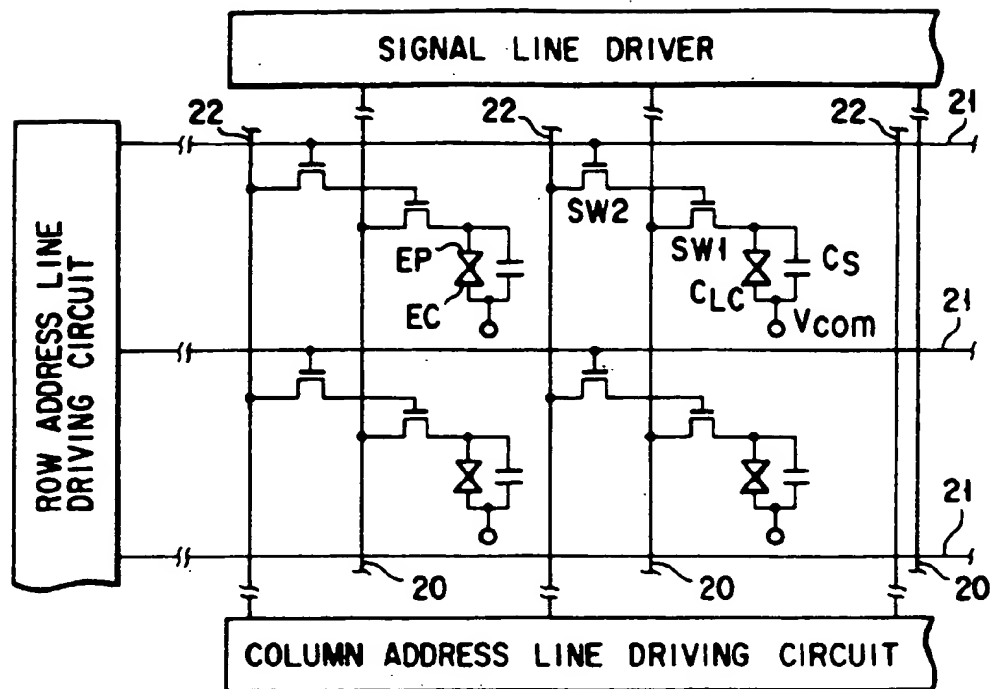 SIGNAL LINE DRIVER
22
22
22
21
ROW ADDRESS LINE
DRIVING CIRCUIT
SW2
SW1
EP
CS
CLC
EC
Vcom
21
21
20
20
20
COLUMN ADDRESS LINE DRIVING CIRCUIT